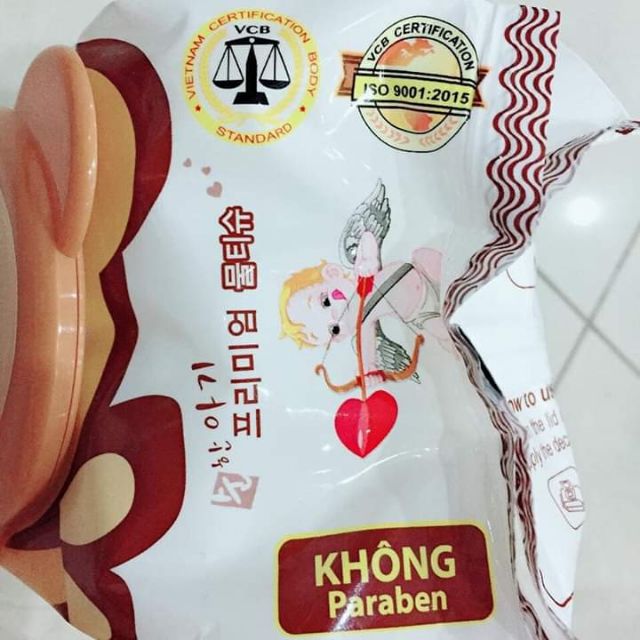 VIETNAM CERTIFICATION BODY
VCB
STANDARD
VCB CERTIFICATION
ISO 9001:2015
프리미엄 물티슈
아기
KHÔNG
Paraben
the lid